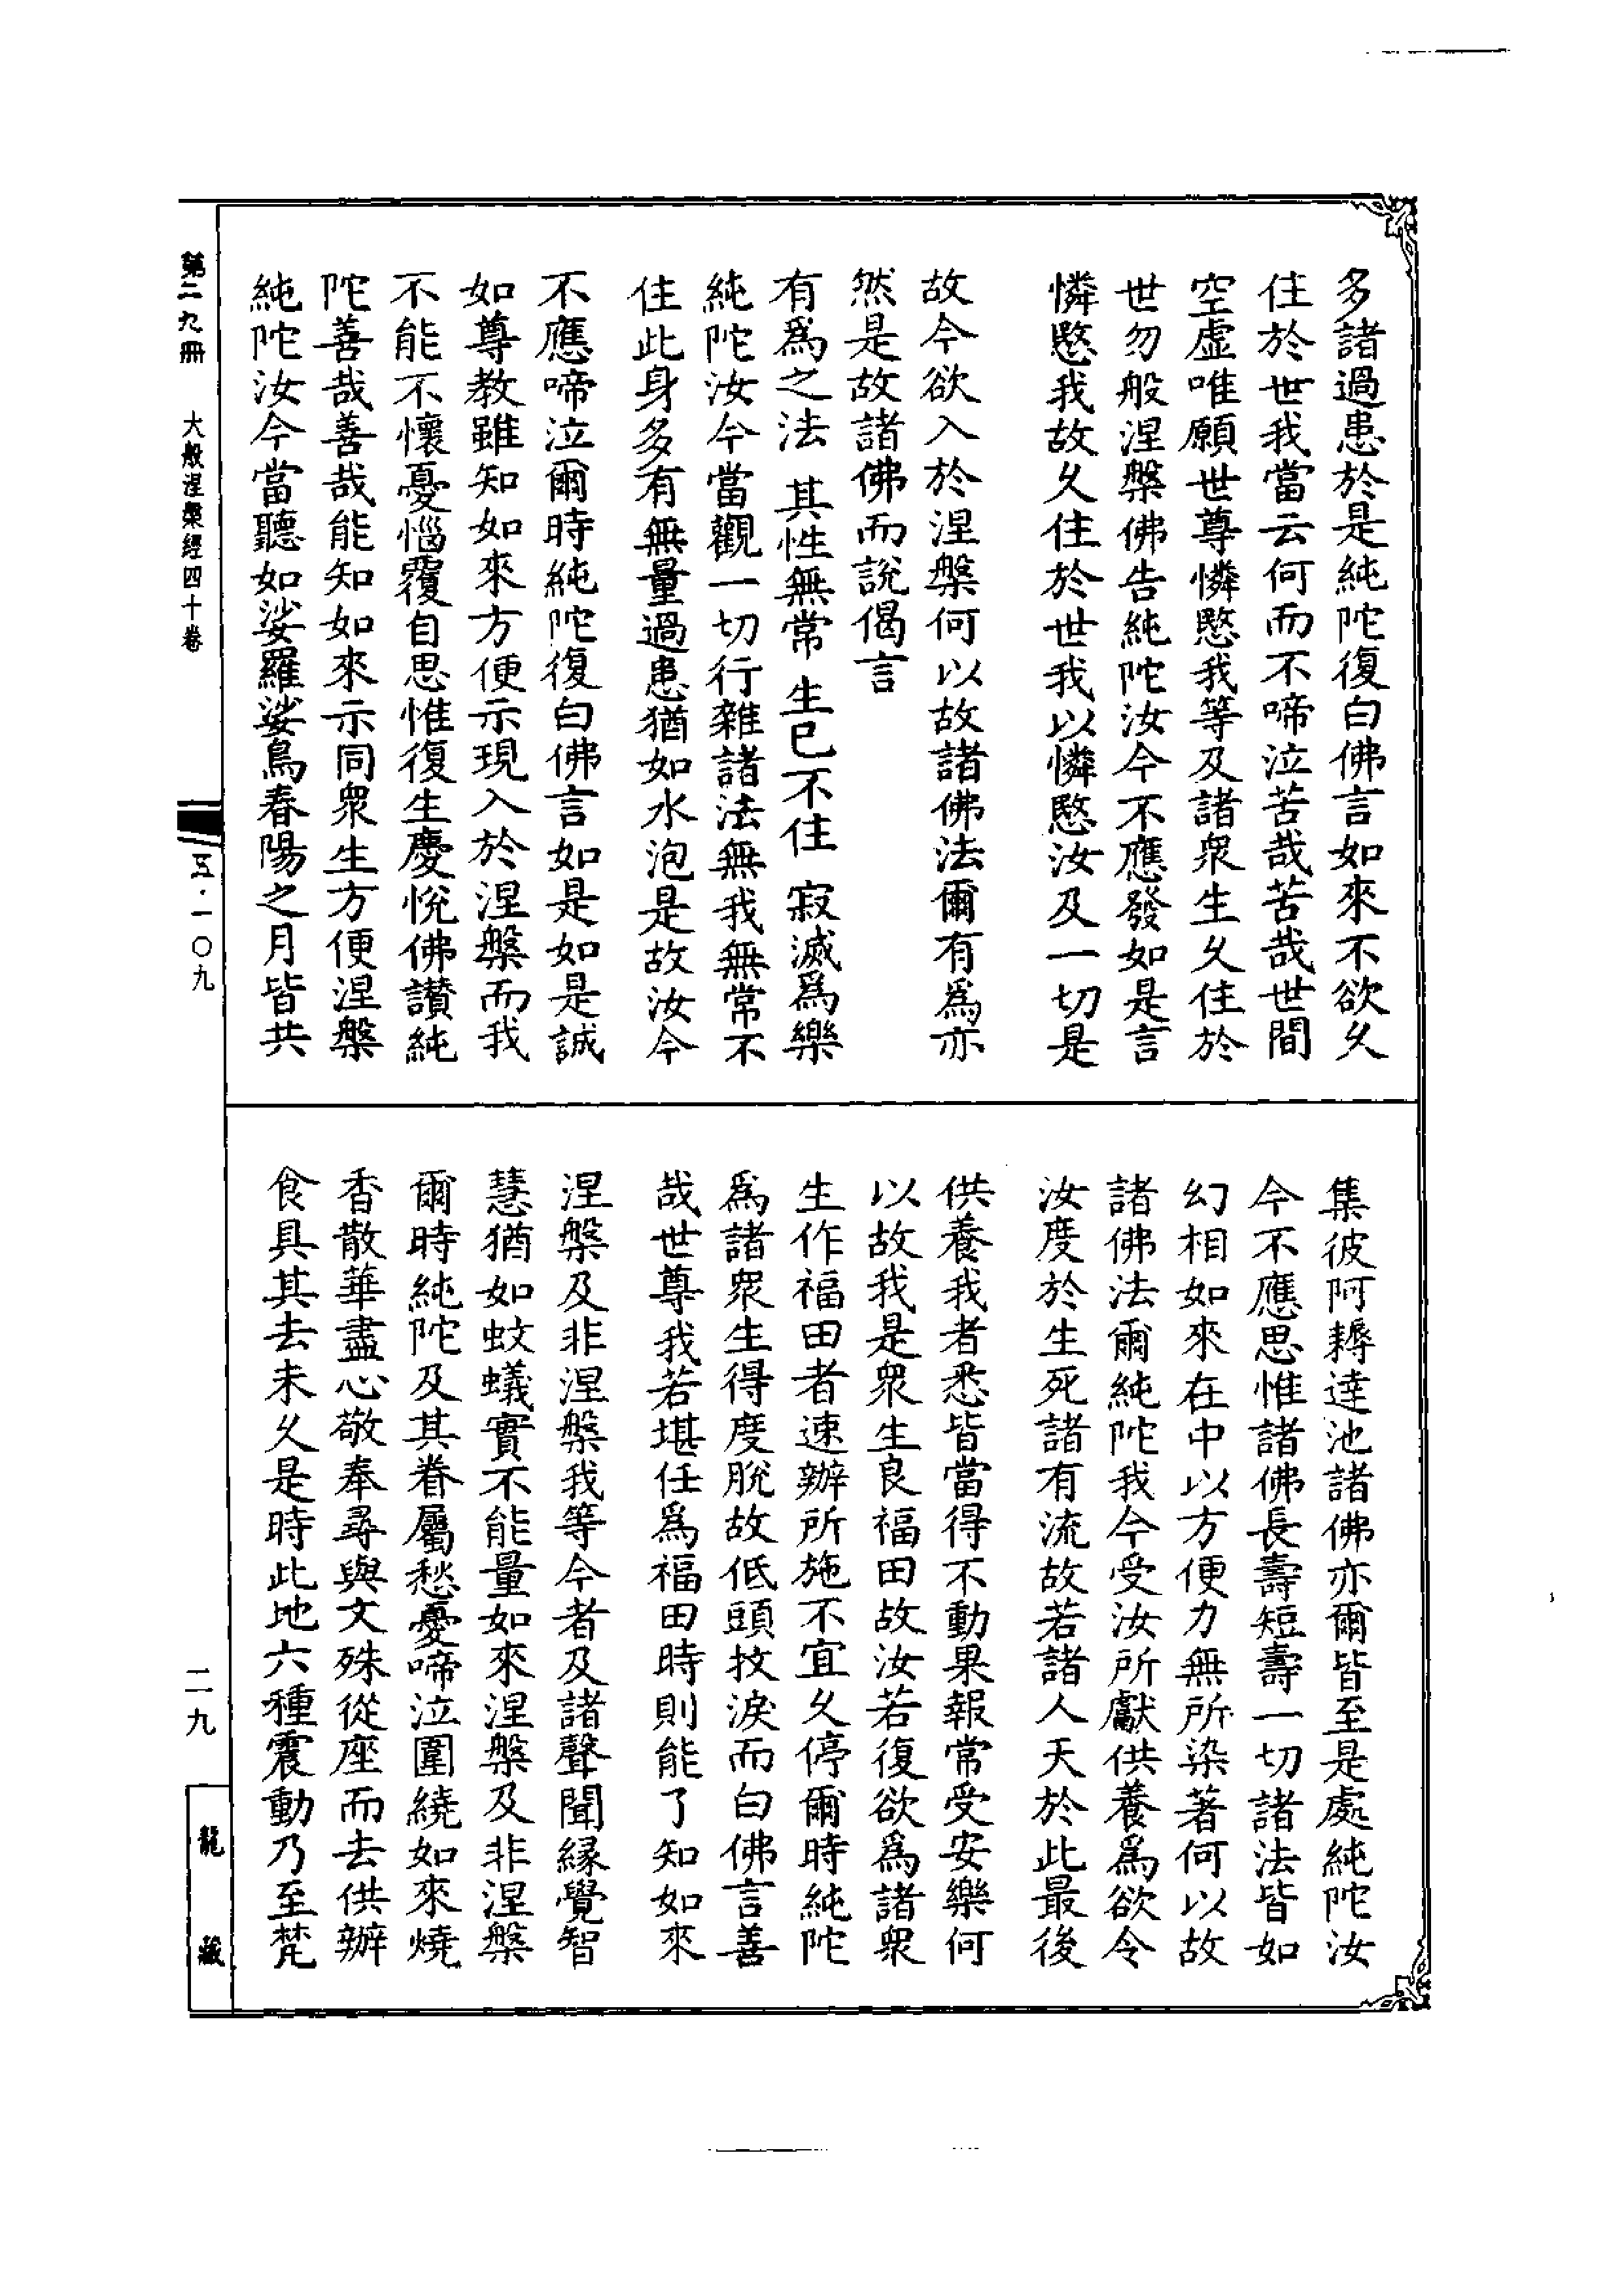 多諸過患於是純陀復白佛言如來不欲久
住於世我當云何而不啼泣苦哉苦哉世間
空虛唯願世尊憐愍我等及諸衆生久住於
世勿般涅槃佛告純陀汝今不應發如是言
憐愍我故久住於世我以憐愍汝及一切是
故今欲入於涅槃何以故諸佛法爾有爲亦
然是故諸佛而說偈言
有爲之法 其性無常 生已不住 寂滅爲樂
純陀汝今當觀一切行雜諸法無我無常不
住此身多有無量過患猶如水泡是故汝今
不應啼泣爾時純陀復白佛言如是如是誠
如尊教雖知如來方便示現入於涅槃而我
不能不懷憂惱覆自思惟復生慶悅佛讚純
陀善哉善哉能知如來示同衆生方便涅槃
純陀汝今當聽如娑羅娑鳥春陽之月皆共
集彼阿耨達池諸佛亦爾皆至是處純陀汝
今不應思惟諸佛長壽短壽一切諸法皆如
幻相如來在中以方便力無所染著何以故
諸佛法爾純陀我今受汝所獻供養爲欲令
汝度於生死諸有流故若諸人天於此最後
供養我者悉皆當得不動果報常受安樂何
以故我是衆生良福田故汝若復欲爲諸衆
生作福田者速辦所施不宜久停爾時純陀
爲諸衆生得度脫故低頭抆淚而白佛言善
哉世尊我若堪任爲福田時則能了知如來
涅槃及非涅槃我等今者及諸聲聞緣覺智
慧猶如蚊蟻實不能量如來涅槃及非涅槃
爾時純陀及其眷屬愁憂啼泣圍繞如來燒
香散華盡心敬奉尋與文殊從座而去供辦
食具其去未久是時此地六種震動乃至梵
第二九冊 大般涅槃經四十卷 五·一〇九
二九 龍藏